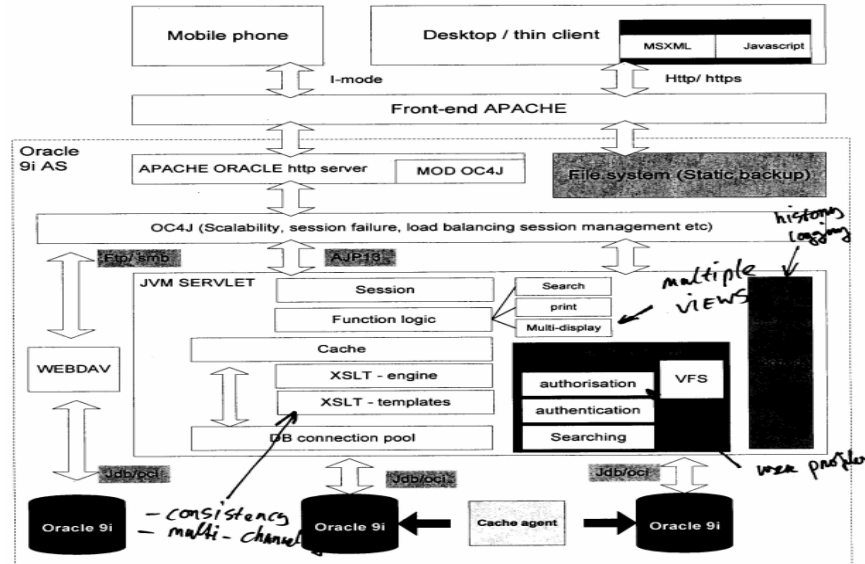 Mobile phone
Desktop / thin client
MSXML
Javascript
I-mode
Http/ https
Front-end APACHE
Oracle
9i AS
APACHE ORACLE http server
MOD OC4J
File system (Static backup)
history
logging
OC4J (Scalability, session failure, load balancing session management etc)
Ftp/ smb
AJP13
JVM SERVLET
Session
Search
multiple
VIEWS
Function logic
print
Multi-display
Cache
WEBDAV
XSLT - engine
authorisation
VFS
XSLT - templates
authentication
DB connection pool
Searching
user profiles
Jdb/oci
Jdb/oci
Jdb/oci
- consistency
- multi-channel
Oracle 9i
Oracle 9i
Cache agent
Oracle 9i